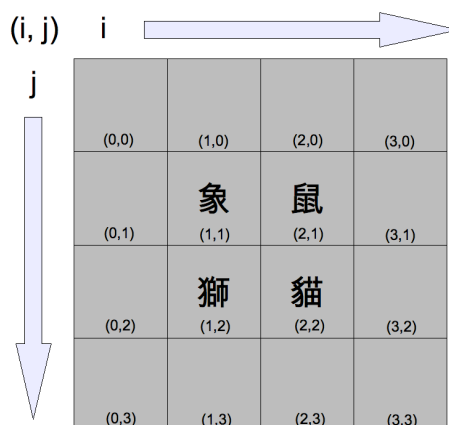 (i, j) i
j
(0,0) (1,0) (2,0) (3,0)
象 鼠
(0,1) (1,1) (2,1) (3,1)
獅 貓
(0,2) (1,2) (2,2) (3,2)
(0,3) (1,3) (2,3) (3,3)